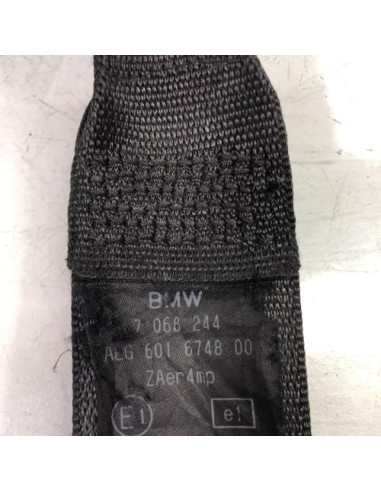 BMW
7 068 244
ALG 601 6748 00
ZAer4mp
E1 e1